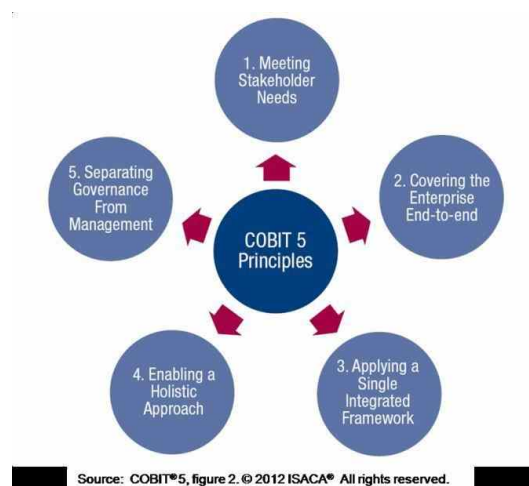 1. Meeting
Stakeholder
Needs
2. Covering the
Enterprise
End-to-end
3. Applying a
Single
Integrated
Framework
4. Enabling a
Holistic
Approach
5. Separating
Governance
From
Management
COBIT 5
Principles
Source: COBIT® 5, figure 2. © 2012 ISACA® All rights reserved.